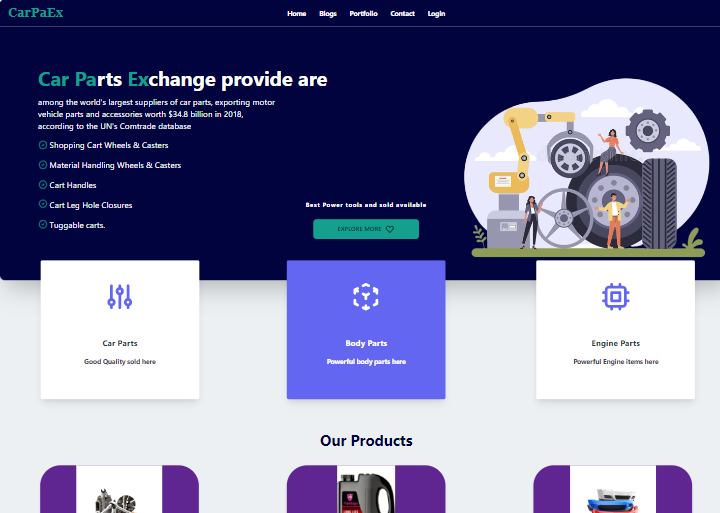 CarPaEx
Home Blogs Portfolio Contact Login
Car Parts Exchange provide are
among the world's largest suppliers of car parts, exporting motor
vehicle parts and accessories worth $34.8 billion in 2018,
according to the UN's Comtrade database
Shopping Cart Wheels & Casters
Material Handling Wheels & Casters
Cart Handles
Cart Leg Hole Closures
Tuggable carts.
Best Power tools and sold available
EXPLORE MORE
Car Parts
Good Quality sold here
Body Parts
Powerful body parts here
Engine Parts
Powerful Engine items here
Our Products